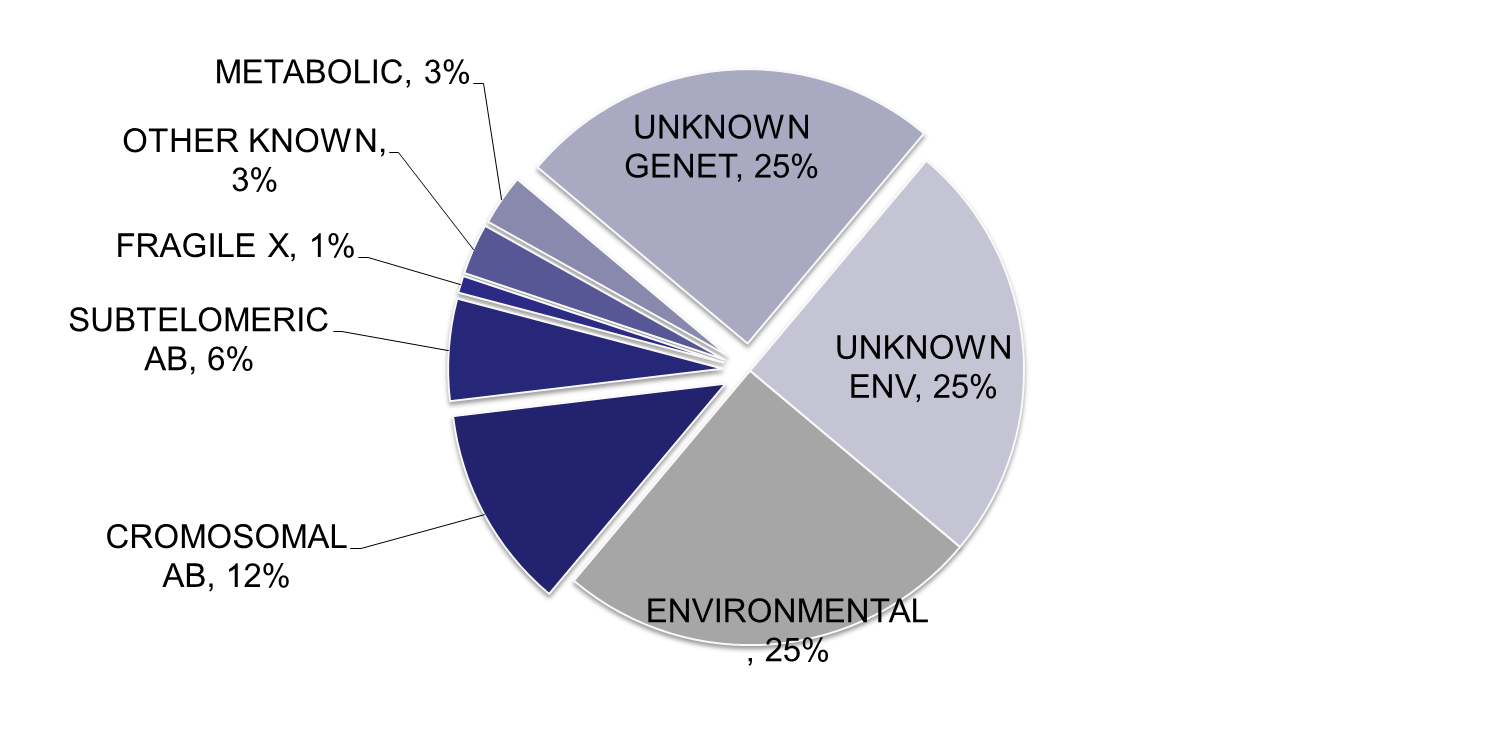 METABOLIC, 3%
OTHER KNOWN,
3%
FRAGILE X, 1%
SUBTELOMERIC
AB, 6%
CROMOSOMAL
AB, 12%
UNKNOWN
GENET, 25%
UNKNOWN
ENV, 25%
ENVIRONMENTAL
, 25%